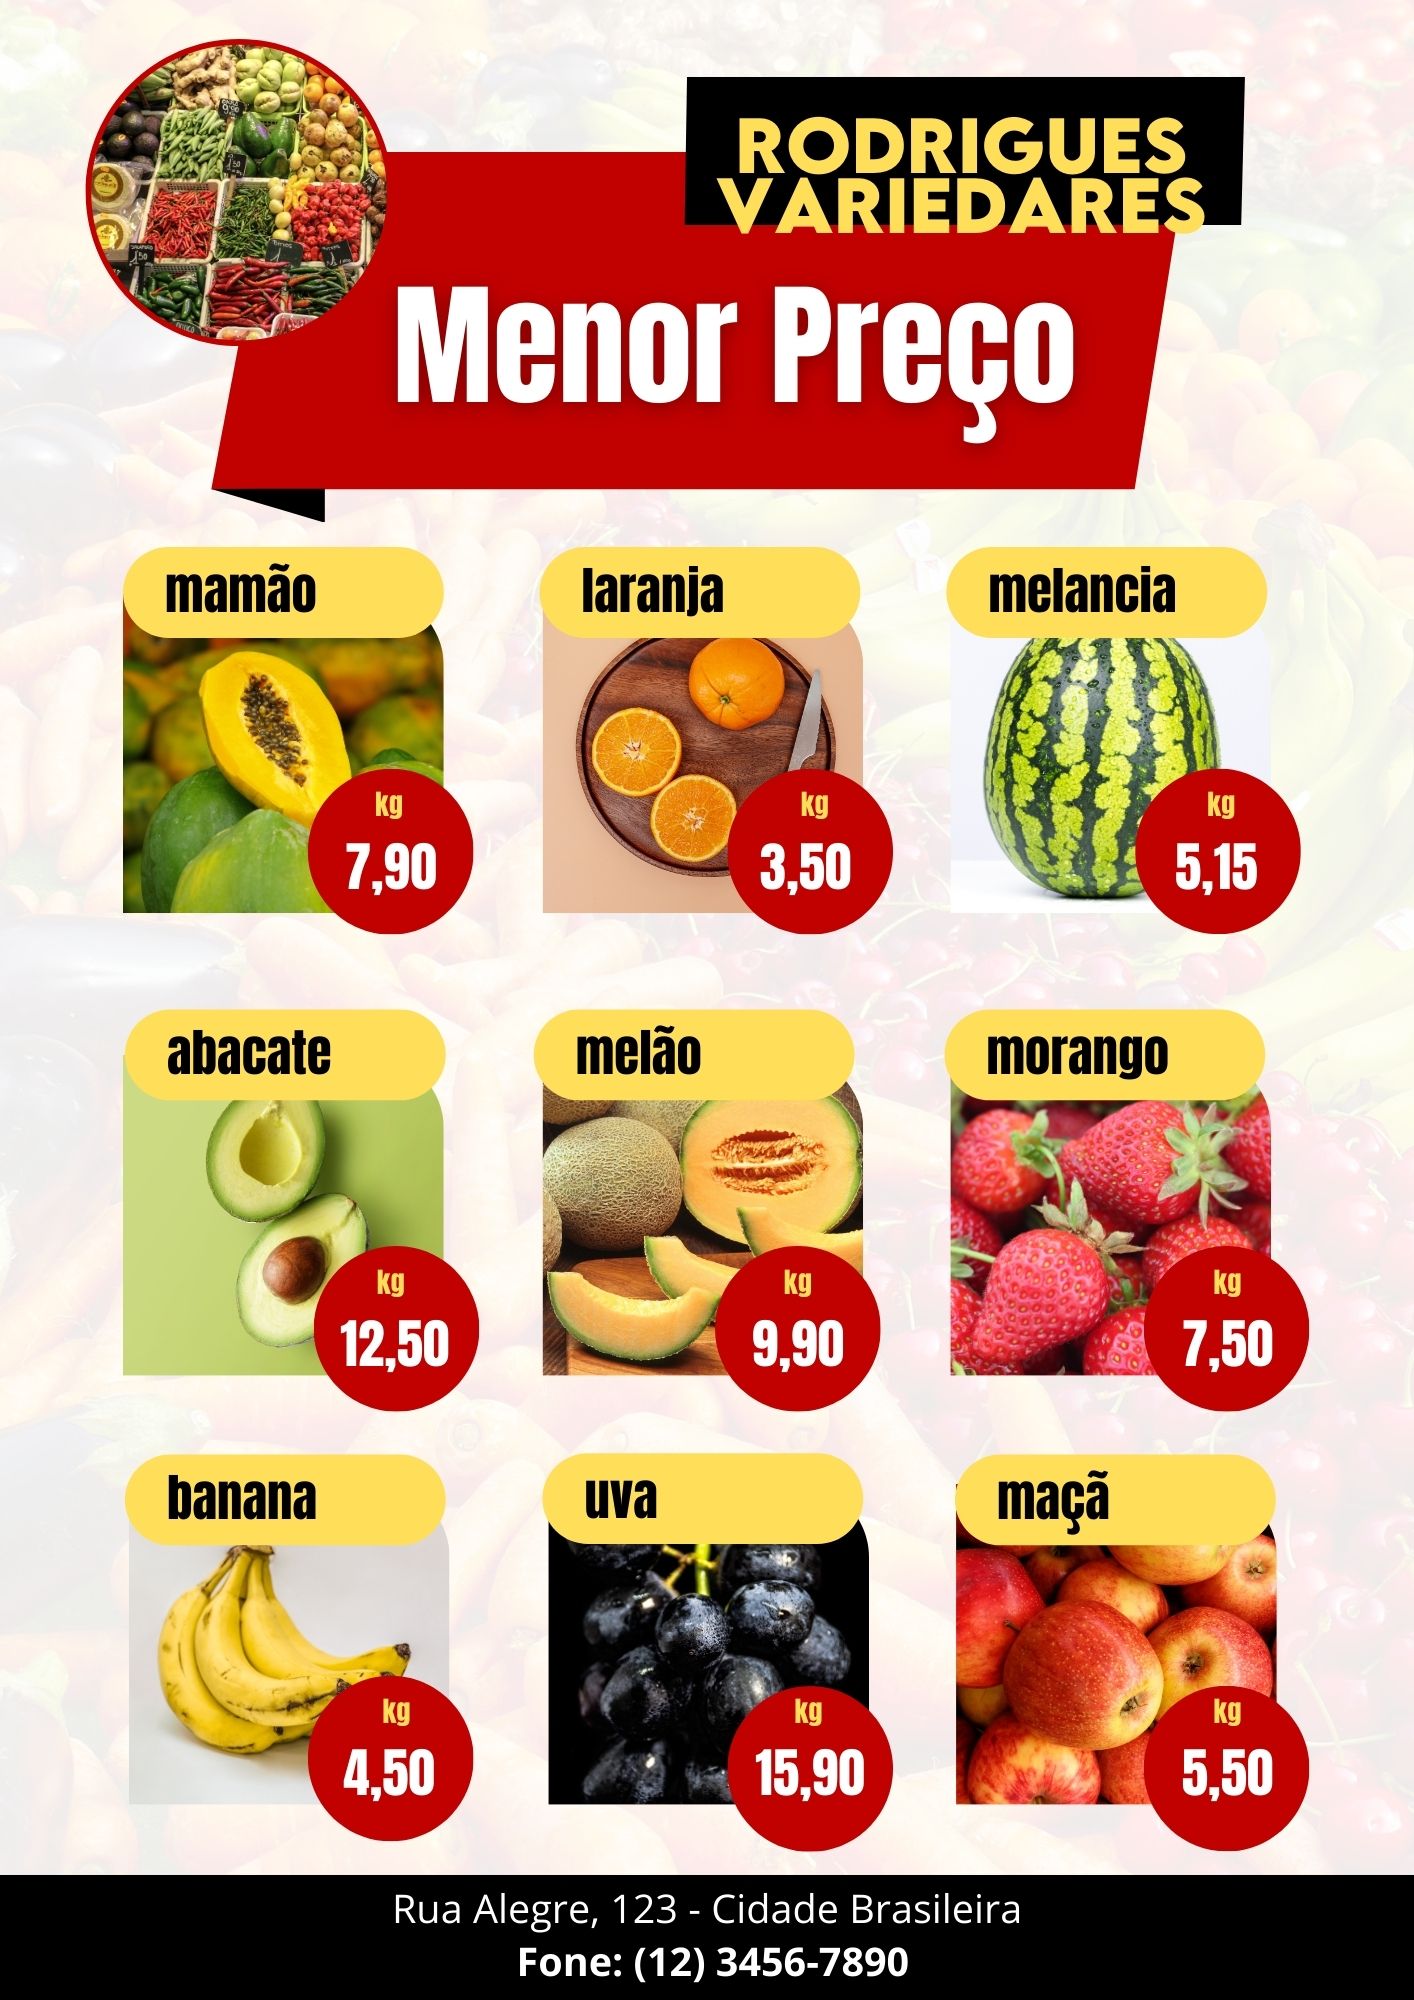 RODRIGUES
VARIEDARES
Menor Preço
mamão
kg
7,90
laranja
kg
3,50
melancia
kg
5,15
abacate
kg
12,50
melão
kg
9,90
morango
kg
7,50
banana
kg
4,50
uva
kg
15,90
maçã
kg
5,50
Rua Alegre, 123 - Cidade Brasileira
Fone: (12) 3456-7890